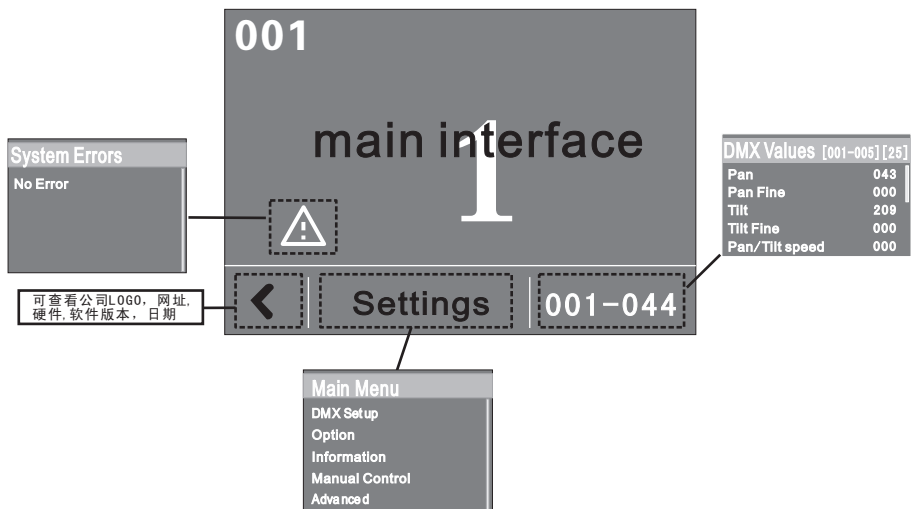 001
main interface
1
System Errors
No Error
DMX Values [001-005][25]
Pan 043
Pan Fine 000
Tilt 209
Tilt Fine 000
Pan/Tilt speed 000
可查看公司LOGO, 网址,
硬件,软件版本, 日期
Settings
001-044
Main Menu
DMX Setup
Option
Information
Manual Control
Advanced